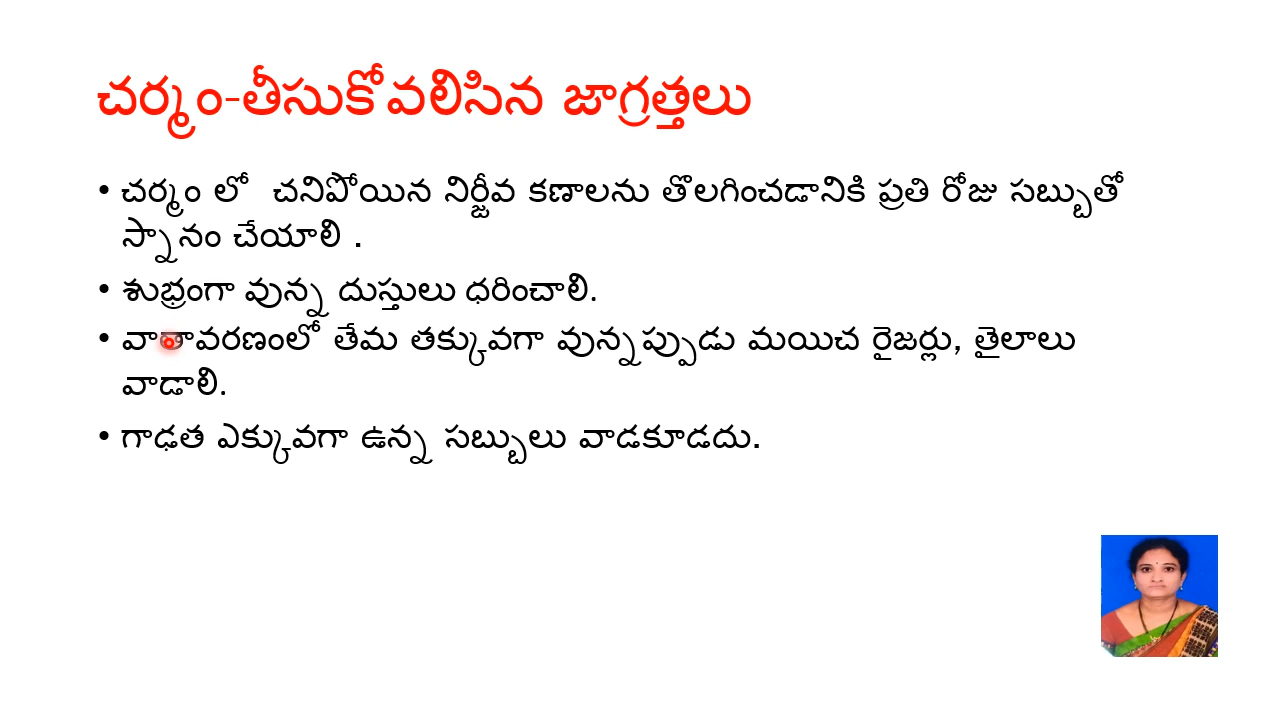 చర్మం-తీసుకోవలిసిన జాగ్రత్తలు
• చర్మం లో చనిపోయిన నిర్జీవ కణాలను తొలగించడానికి ప్రతి రోజు సబ్బుతో
స్నానం చేయాలి .
• శుభ్రంగా వున్న దుస్తులు ధరించాలి.
• వాతావరణంలో తేమ తక్కువగా వున్నప్పుడు మయిచ రైజర్లు, తైలాలు
వాడాలి.
• గాఢత ఎక్కువగా ఉన్న సబ్బులు వాడకూడదు.